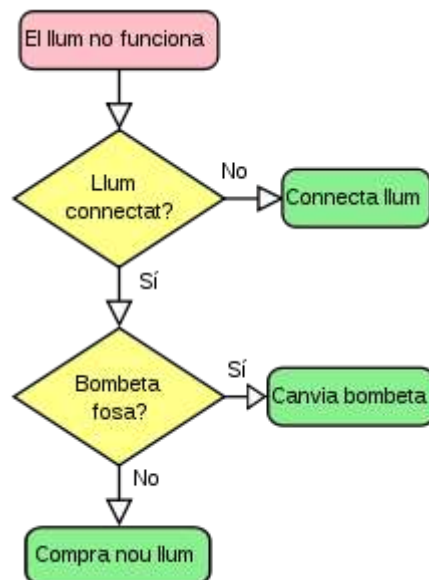 El llum no funciona
Llum
connectat?
No
Connecta llum
Sí
Bombeta
fosa?
Sí
Canvia bombeta
No
Compra nou llum